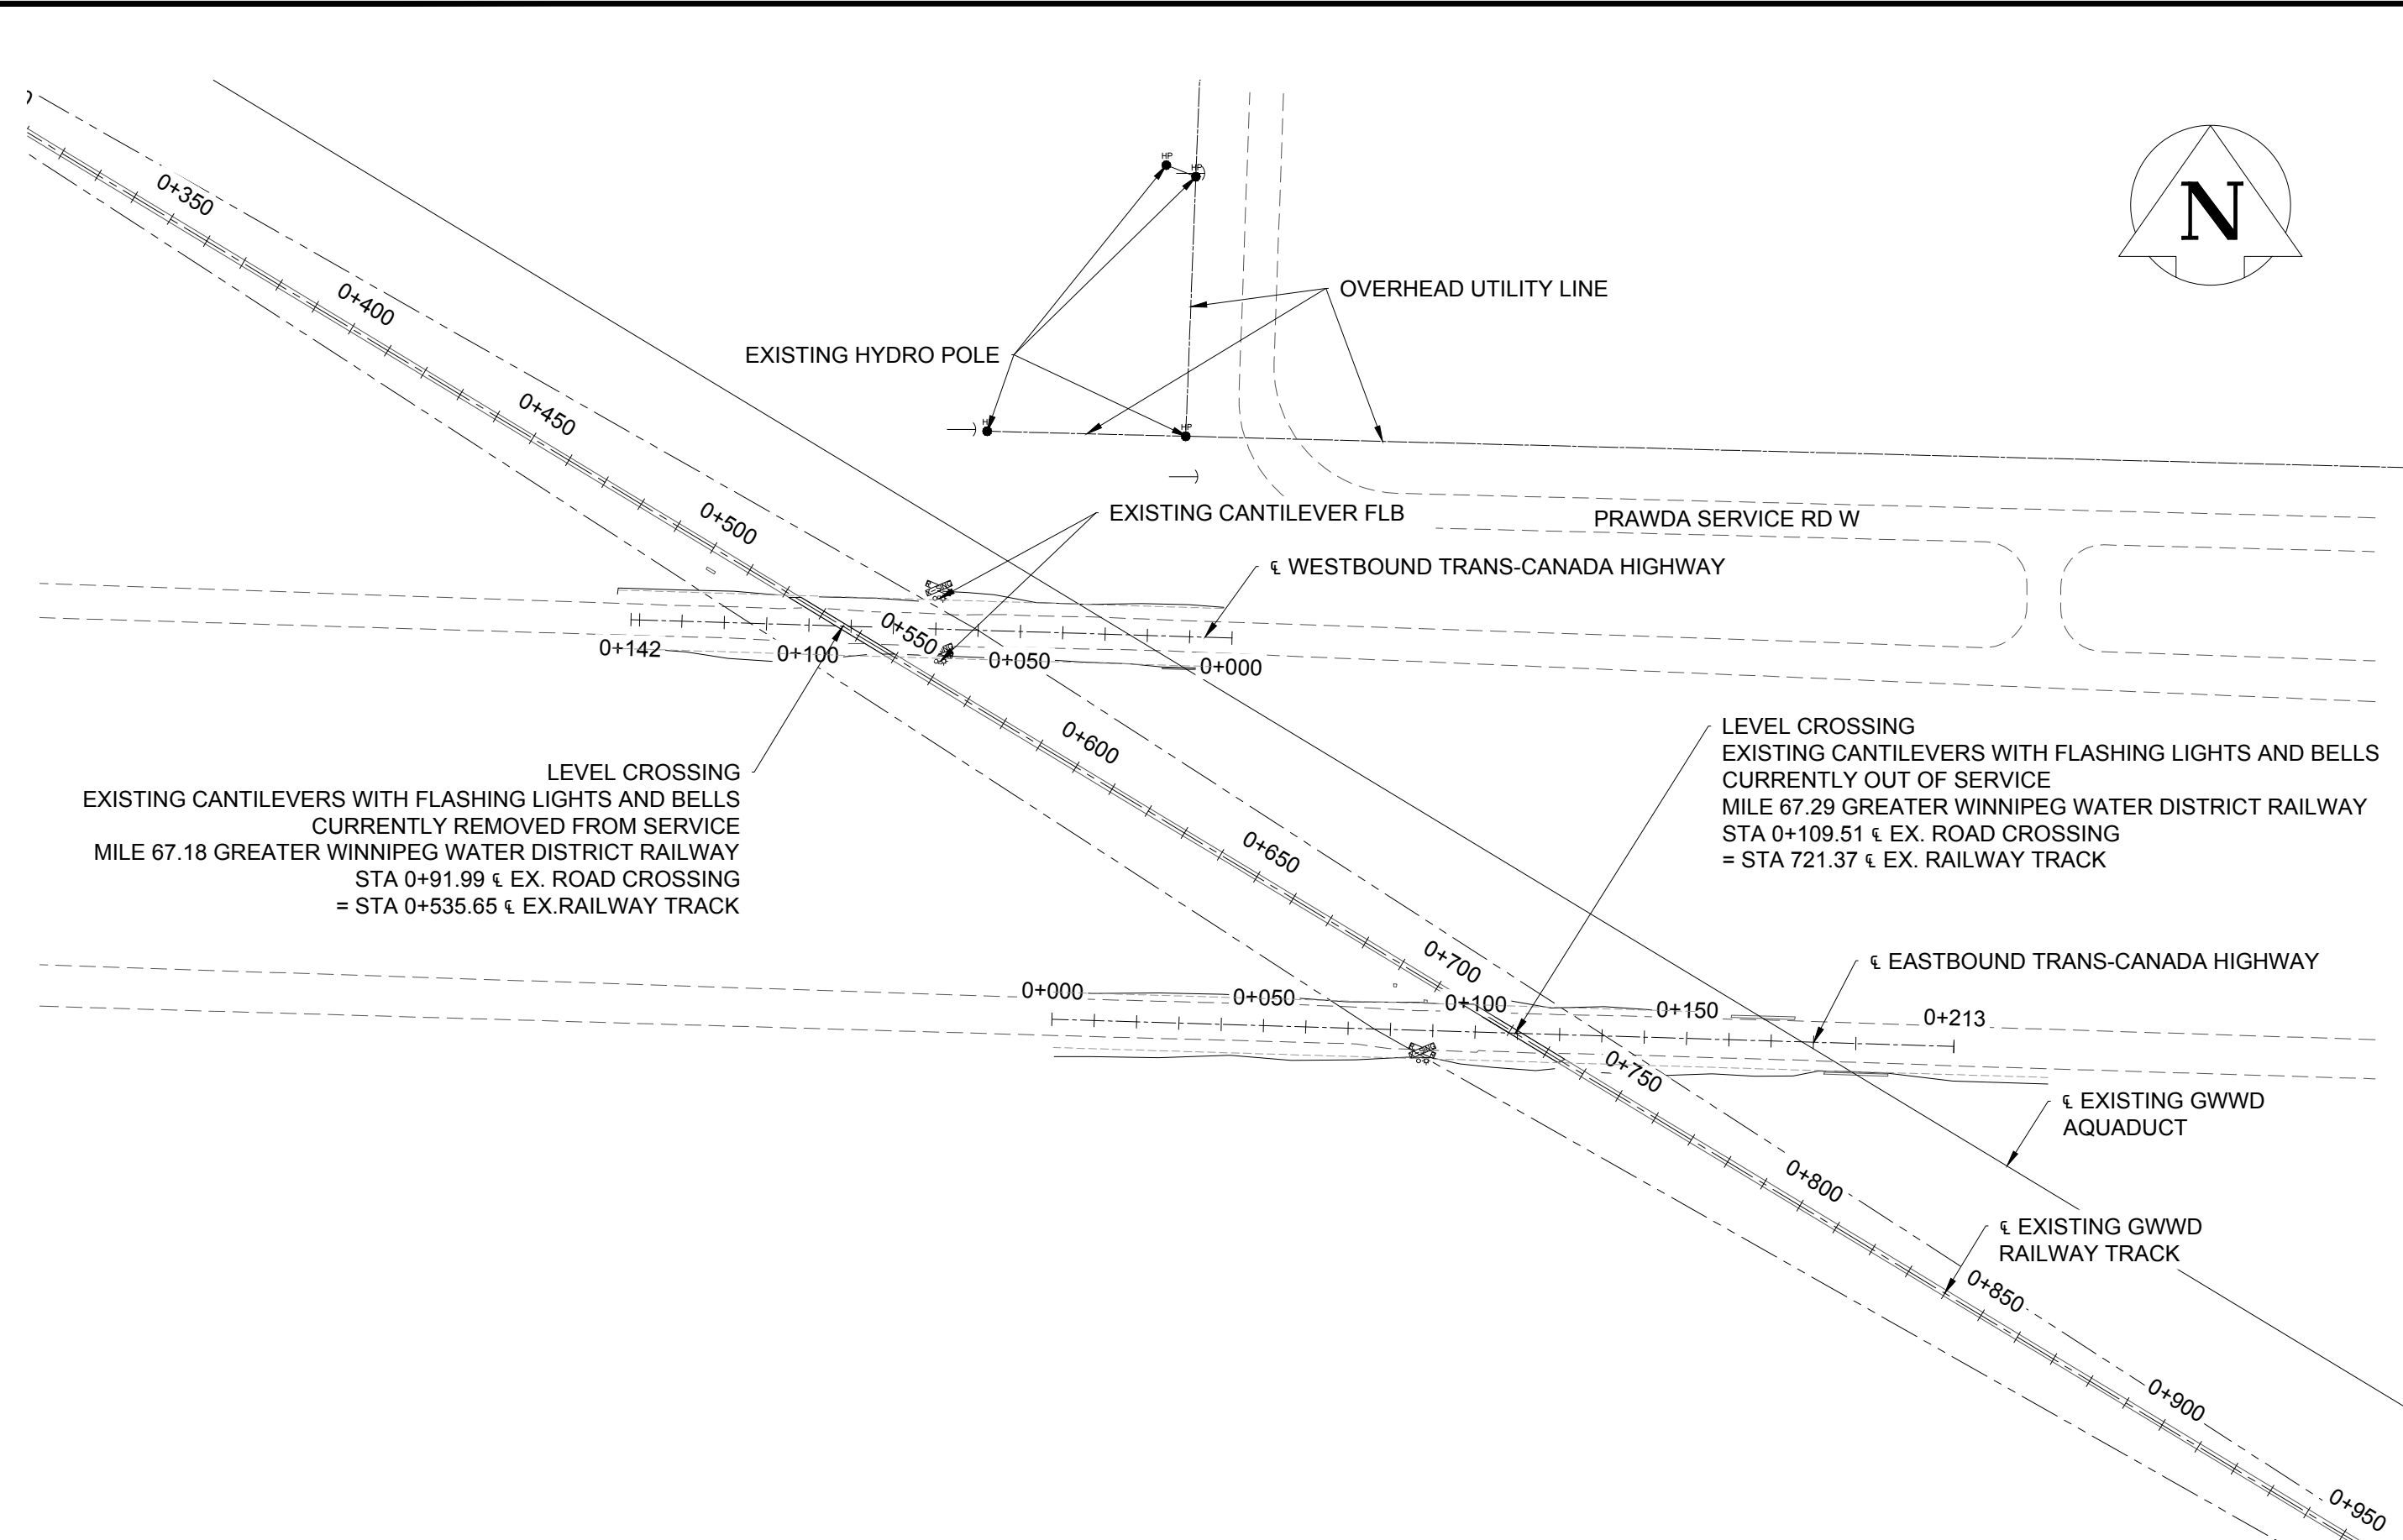 N
HP
HP
0+350
OVERHEAD UTILITY LINE
0+400
EXISTING HYDRO POLE
0+450
HP
0+500
EXISTING CANTILEVER FLB
PRAWDA SERVICE RD W
℄ WESTBOUND TRANS-CANADA HIGHWAY
0+550
0+142
0+100
0+050
0+000
0+600
LEVEL CROSSING
EXISTING CANTILEVERS WITH FLASHING LIGHTS AND BELLS
CURRENTLY REMOVED FROM SERVICE
MILE 67.18 GREATER WINNIPEG WATER DISTRICT RAILWAY
STA 0+91.99 ℄ EX. ROAD CROSSING
= STA 0+535.65 ℄ EX.RAILWAY TRACK
LEVEL CROSSING
EXISTING CANTILEVERS WITH FLASHING LIGHTS AND BELLS
CURRENTLY OUT OF SERVICE
MILE 67.29 GREATER WINNIPEG WATER DISTRICT RAILWAY
STA 0+109.51 ℄ EX. ROAD CROSSING
= STA 721.37 ℄ EX. RAILWAY TRACK
0+650
0+700
℄ EASTBOUND TRANS-CANADA HIGHWAY
0+000
0+050
0+100
0+150
0+213
0+750
℄ EXISTING GWWD
AQUADUCT
0+800
℄ EXISTING GWWD
RAILWAY TRACK
0+850
0+900
0+950